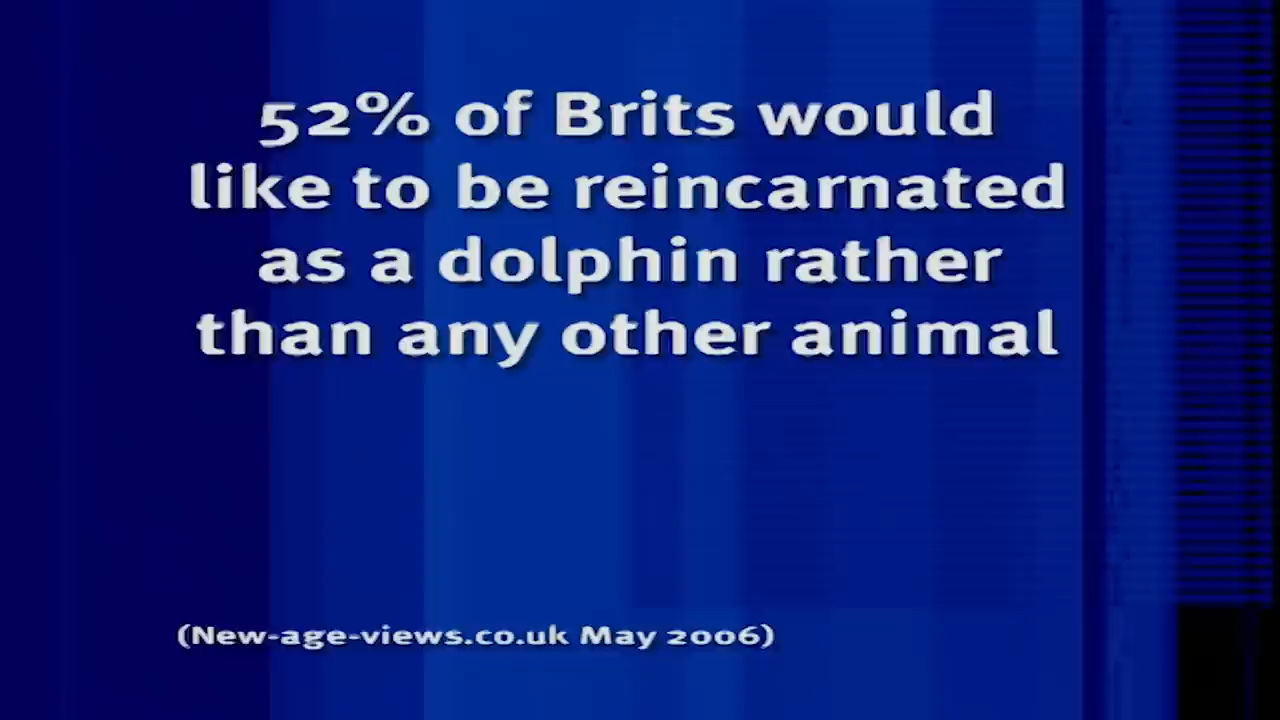 52% of Brits would
like to be reincarnated
as a dolphin rather
than any other animal
(New-age-views.co.uk May 2006)